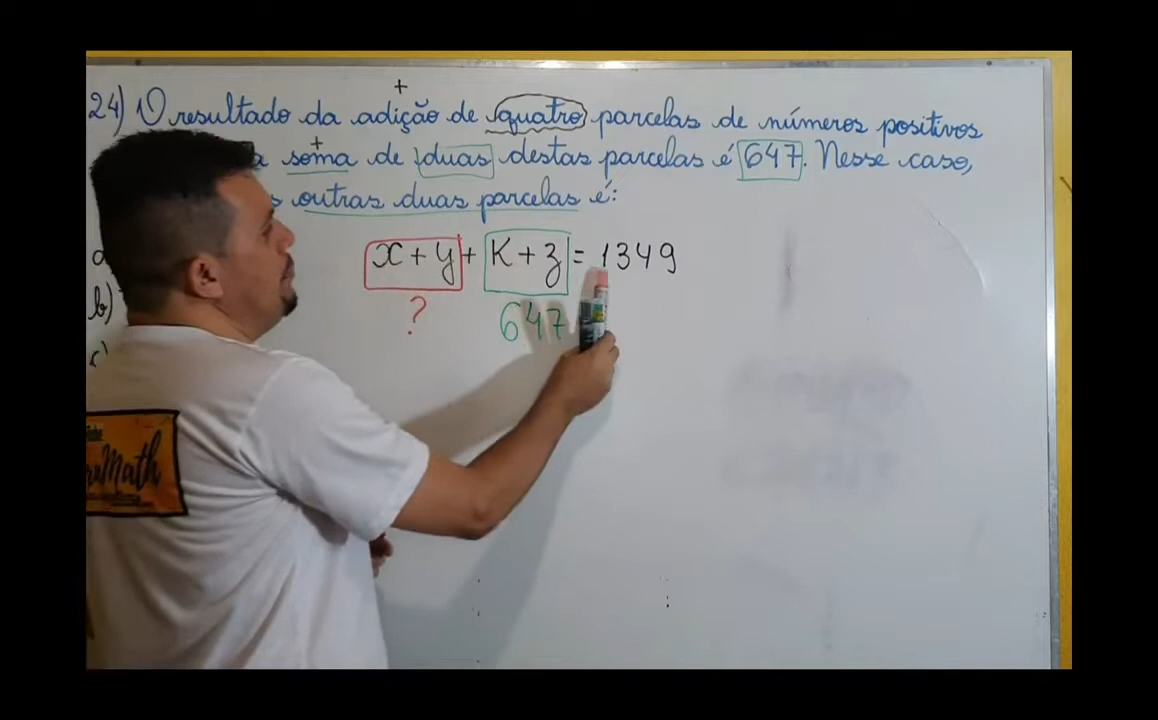 24) O resultado da adição de quatro parcelas de números positivos
soma de duas destas parcelas é 647. Nesse caso,
outras duas parcelas é:
x + y + K + z = 1349
? 647
b)
c)
Math